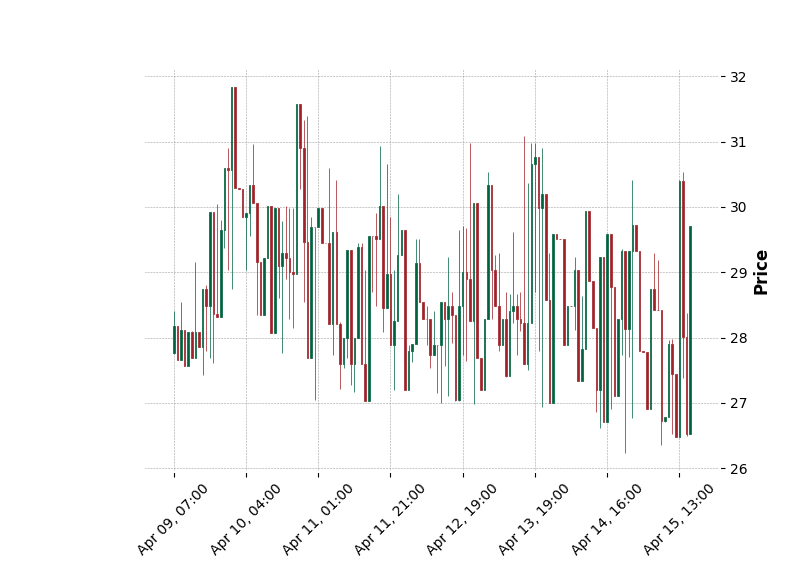 32
31
30
29
28
27
26
Price
Apr 09, 07:00
Apr 10, 04:00
Apr 11, 01:00
Apr 11, 21:00
Apr 12, 19:00
Apr 13, 19:00
Apr 14, 16:00
Apr 15, 13:00